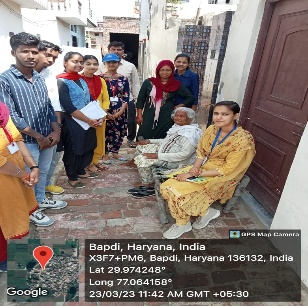 GPS Map Camera
Bapdi, Haryana, India
X3F7+PM6, Bapdi, Haryana 136132, India
Lat 29.974248°
Long 77.064158°
23/03/23 11:42 AM GMT +05:30
Google